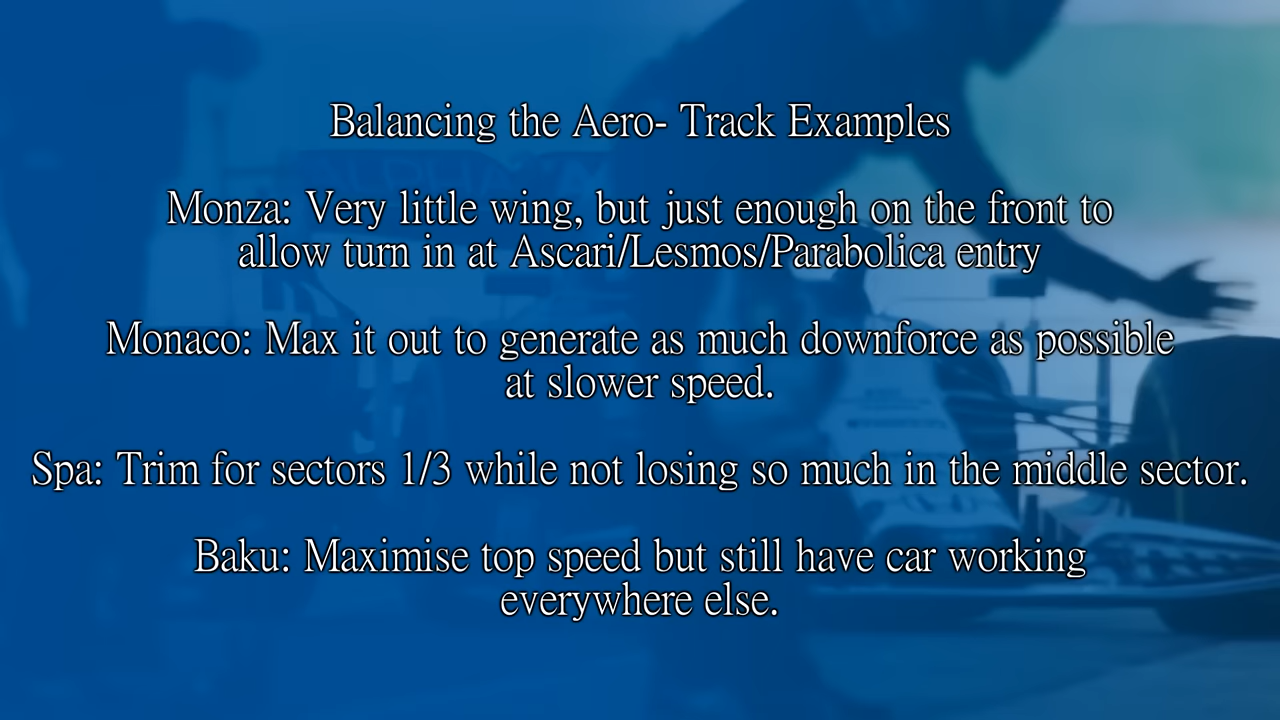 Balancing the Aero- Track Examples
Monza: Very little wing, but just enough on the front to
allow turn in at Ascari/Lesmos/Parabolica entry
Monaco: Max it out to generate as much downforce as possible
at slower speed.
Spa: Trim for sectors 1/3 while not losing so much in the middle sector.
Baku: Maximise top speed but still have car working
everywhere else.